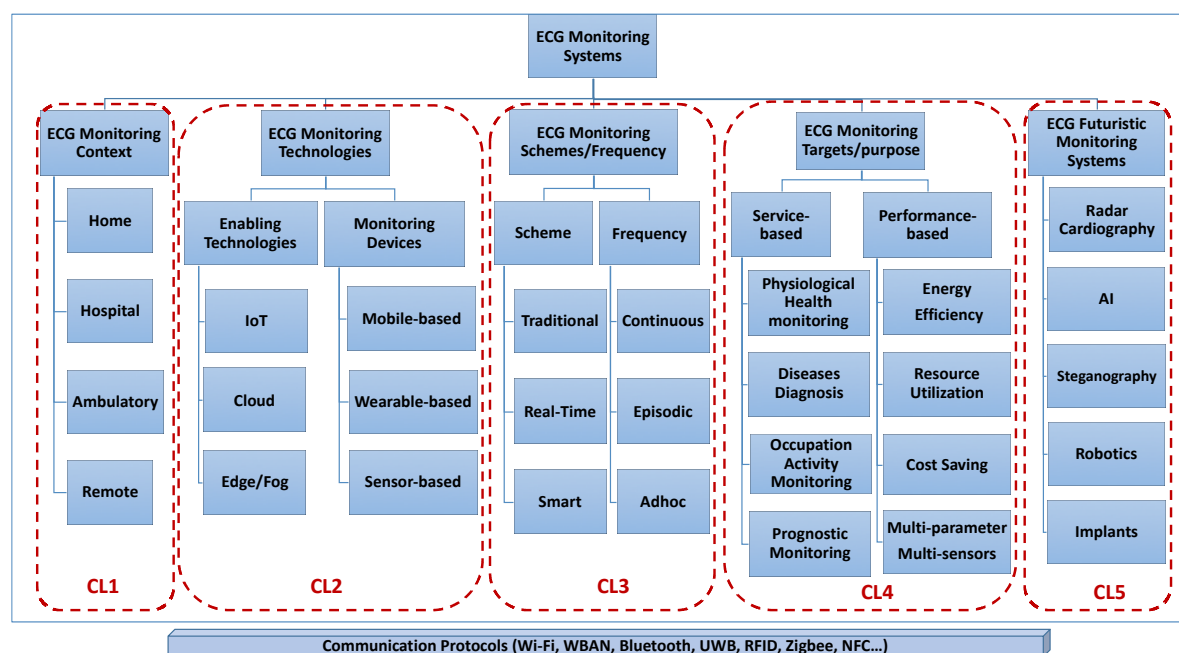 ECG Monitoring
Systems
ECG Monitoring
Context
Home
Hospital
Ambulatory
Remote
CL1
ECG Monitoring
Technologies
Enabling
Technologies
IoT
Cloud
Edge/Fog
Monitoring
Devices
Mobile-based
Wearable-based
Sensor-based
CL2
ECG Monitoring
Schemes/Frequency
Scheme
Traditional
Real-Time
Smart
Frequency
Continuous
Episodic
Adhoc
CL3
ECG Monitoring
Targets/purpose
Service-
based
Physiological
Health
monitoring
Diseases
Diagnosis
Occupation
Activity
Monitoring
Prognostic
Monitoring
Performance-
based
Energy
Efficiency
Resource
Utilization
Cost Saving
Multi-parameter
Multi-sensors
CL4
ECG Futuristic
Monitoring
Systems
Radar
Cardiography
AI
Steganography
Robotics
Implants
CL5
Communication Protocols (Wi-Fi, WBAN, Bluetooth, UWB, RFID, Zigbee, NFC...)